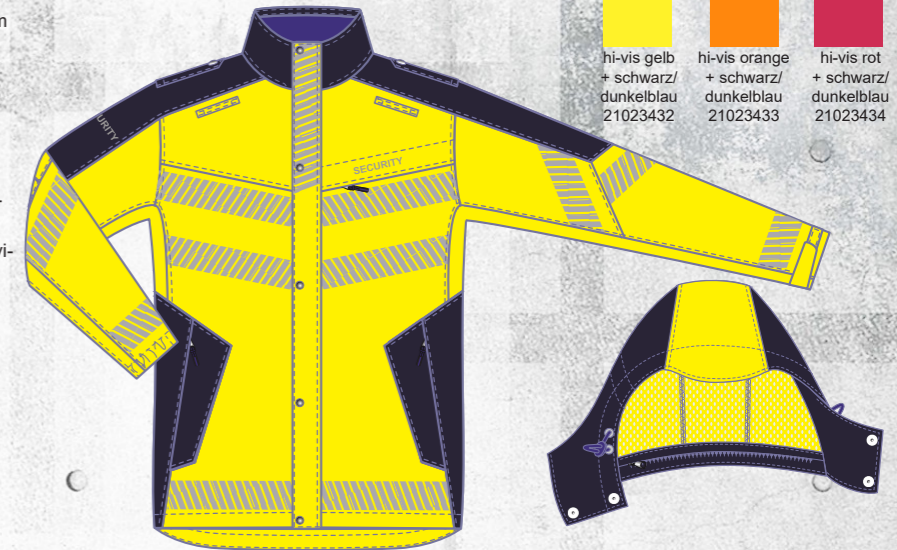 hi-vis gelb
+ schwarz/
dunkelblau
21023432
hi-vis orange
+ schwarz/
dunkelblau
21023433
hi-vis rot
+ schwarz/
dunkelblau
21023434
n
URITY
SECURITY
vi-